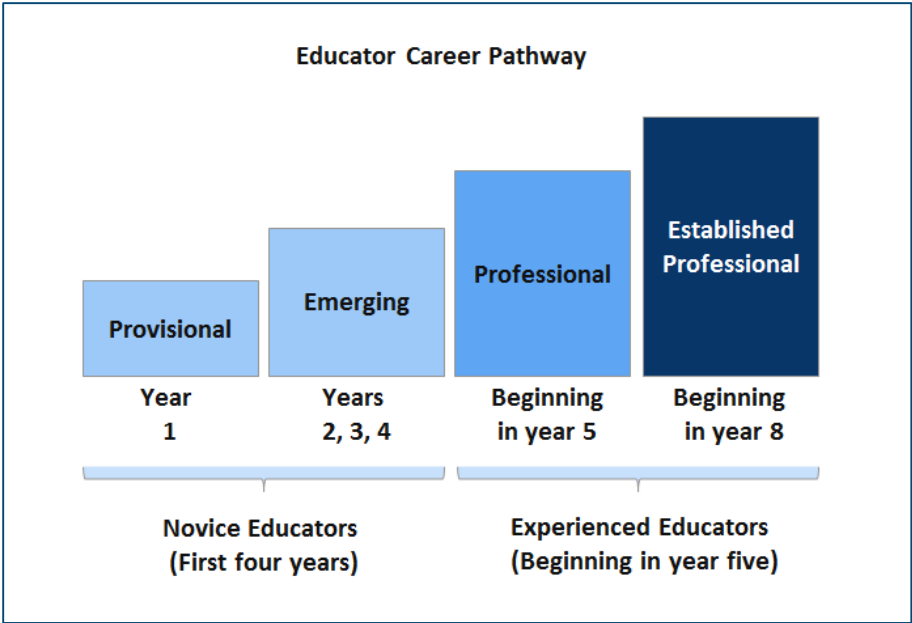 Educator Career Pathway
Provisional
Emerging
Professional
Established
Professional
Year
1
Years
2, 3, 4
Beginning
in year 5
Beginning
in year 8
Novice Educators
(First four years)
Experienced Educators
(Beginning in year five)